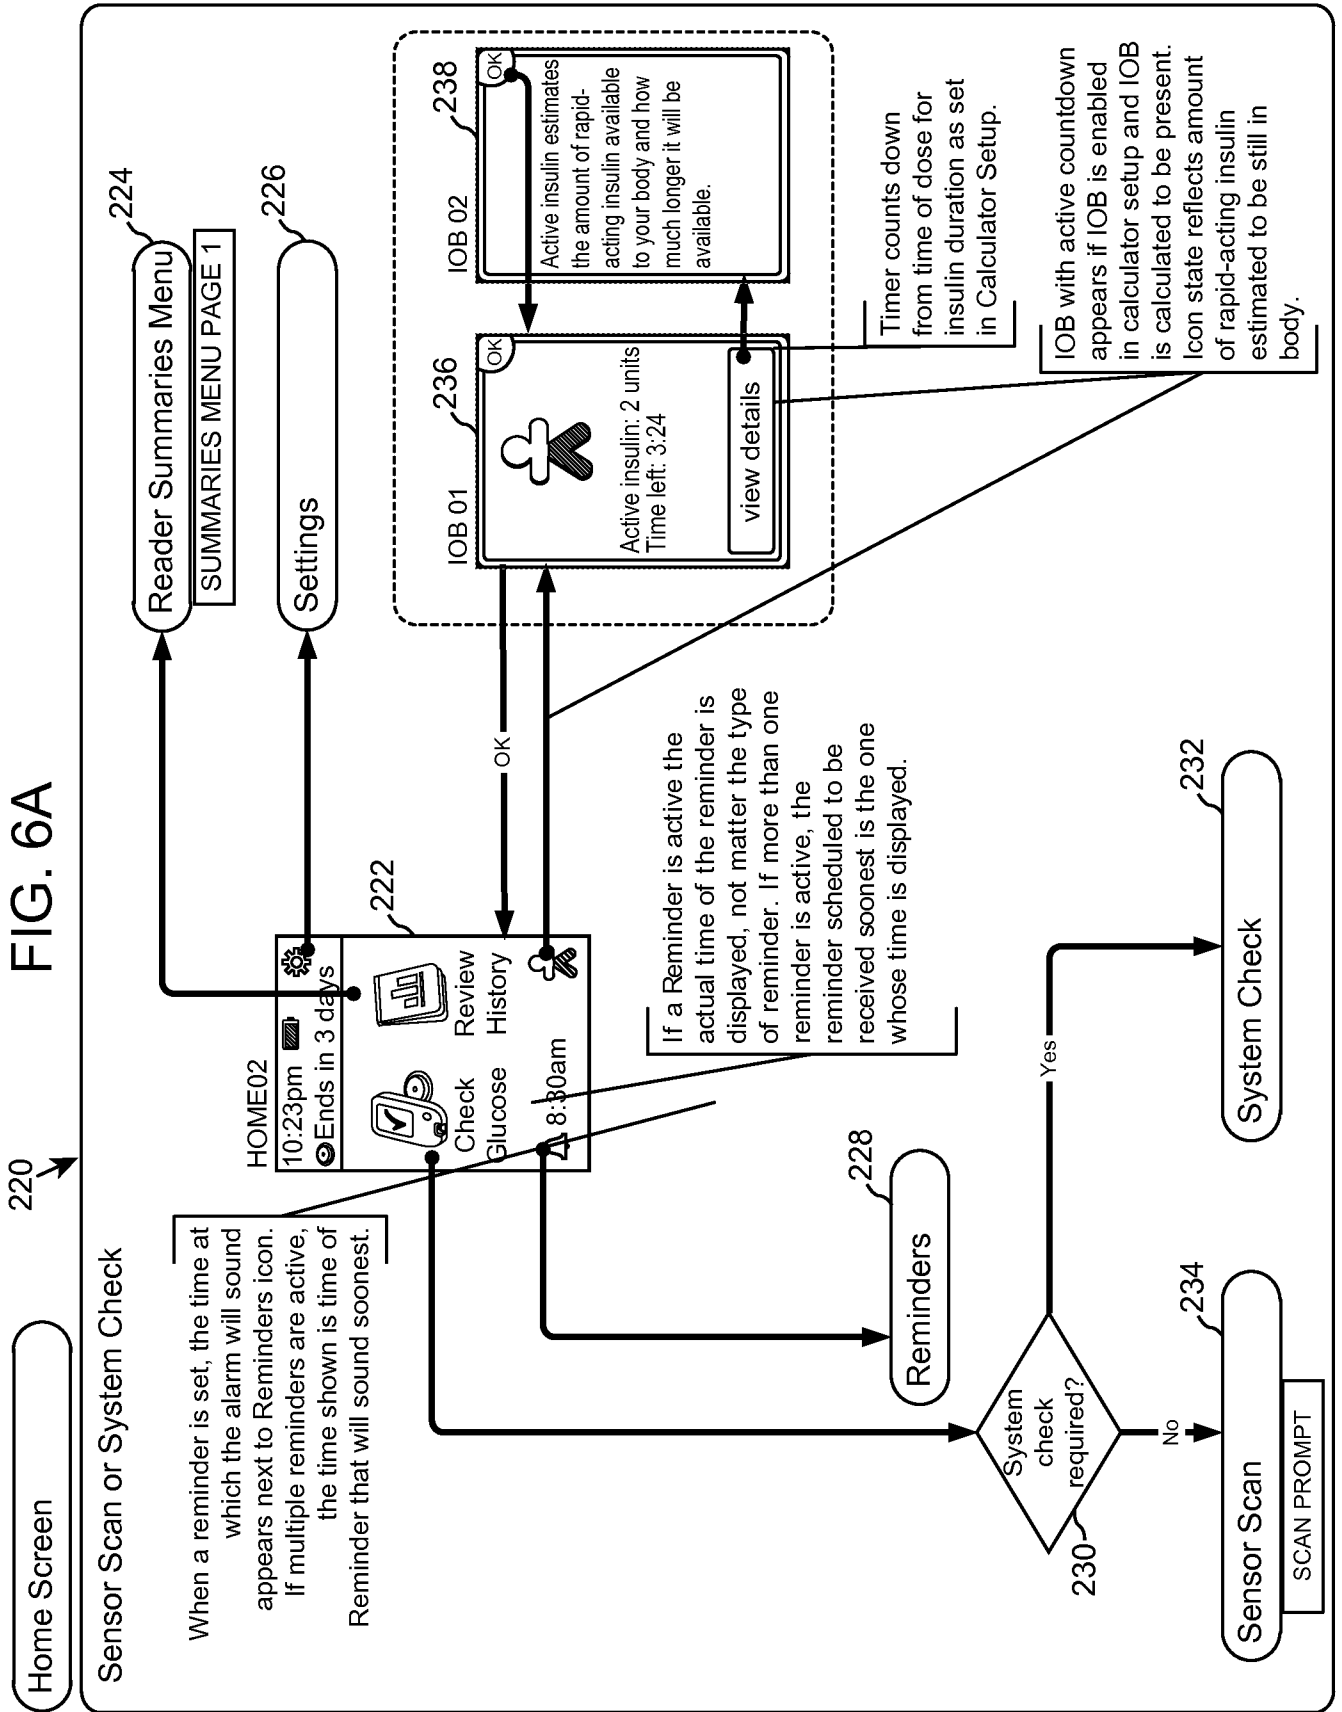 FIG. 6A
Home Screen
220
Sensor Scan or System Check
When a reminder is set, the time at
which the alarm will sound
appears next to Reminders icon.
If multiple reminders are active,
the time shown is time of
Reminder that will sound soonest.
HOME02
10:23pm
Ends in 3 days
Check
Glucose
Review
History
8:30am
222
Reader Summaries Menu
SUMMARIES MENU PAGE 1
224
Settings
226
OK
IOB 01
236
OK
Active insulin: 2 units
Time left: 3:24
view details
IOB 02
238
OK
Active insulin estimates
the amount of rapid-
acting insulin available
to your body and how
much longer it will be
available.
Timer counts down
from time of dose for
insulin duration as set
in Calculator Setup.
IOB with active countdown
appears if IOB is enabled
in calculator setup and IOB
is calculated to be present.
Icon state reflects amount
of rapid-acting insulin
estimated to be still in
body.
If a Reminder is active the
actual time of the reminder is
displayed, not matter the type
of reminder. If more than one
reminder is active, the
reminder scheduled to be
received soonest is the one
whose time is displayed.
Reminders
228
System
check
required?
230
Yes
No
System Check
232
Sensor Scan
234
SCAN PROMPT